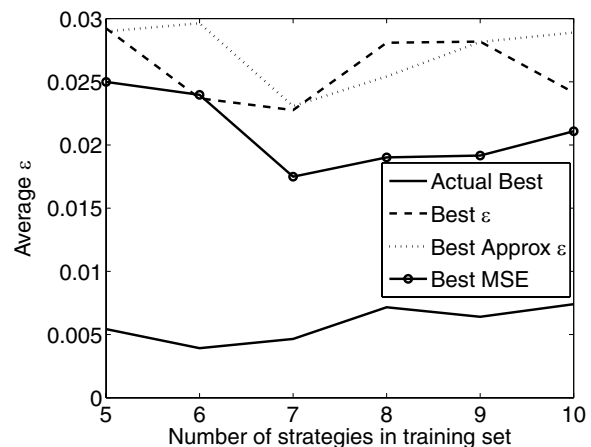 0.03
0.025
0.02
0.015
0.01
0.005
0
Average ε
Actual Best
Best ε
Best Approx ε
Best MSE
5 6 7 8 9 10
Number of strategies in training set